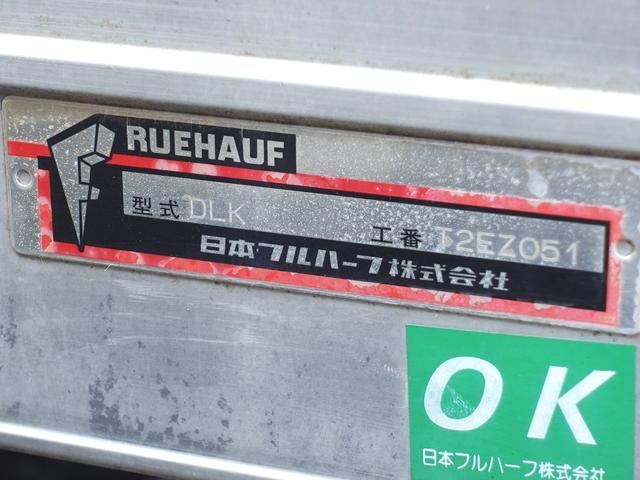 RUEHAUF
型式 DLK
工番 T2EZ051
日本フルハーフ株式会社
OK
日本フルハーフ株式会社